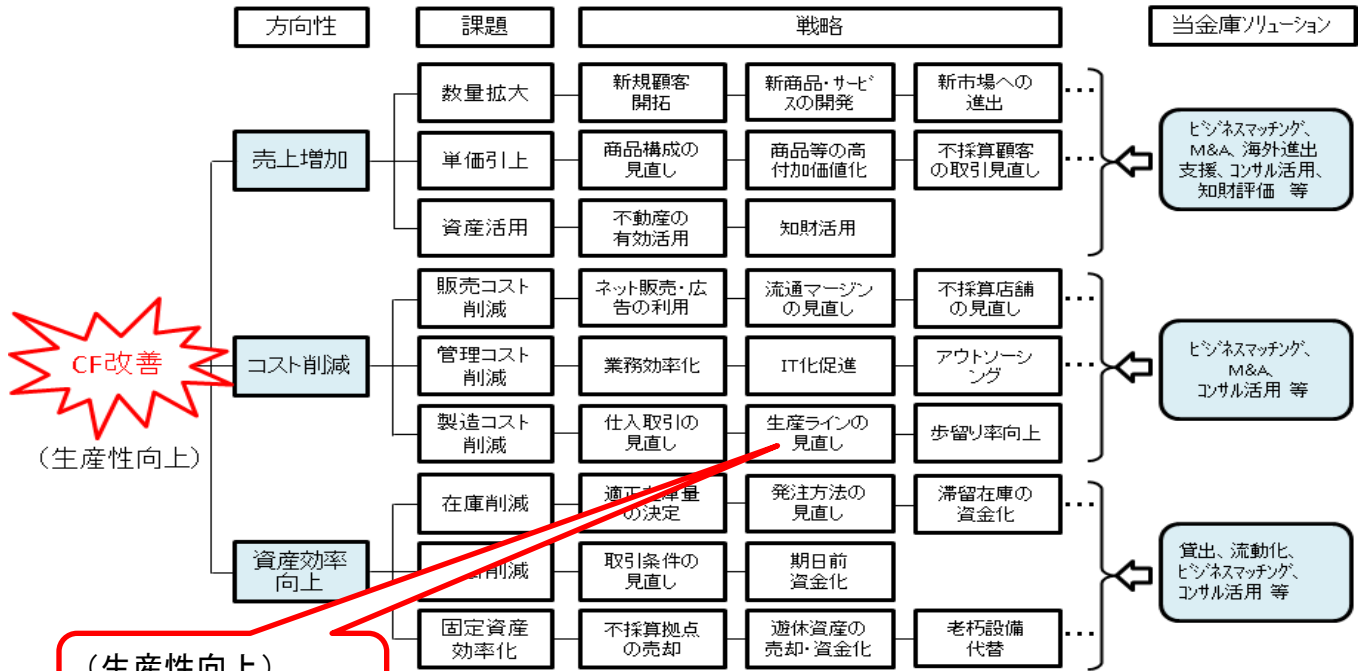 方向性
課題
戦略
当金庫ソリューション
数量拡大
新規顧客
開拓
新商品・サービ
スの開発
新市場への
進出
…
売上増加
単価引上
商品構成の
見直し
商品等の高
付加価値化
不採算顧客
の取引見直し
…
ビジネスマッチング、
M&A、海外進出
支援、コンサル活用、
知財評価 等
資産活用
不動産の
有効活用
知財活用
販売コスト
削減
ネット販売・広
告の利用
流通マージン
の見直し
不採算店舗
の見直し
…
CF改善
(生産性向上)
コスト削減
管理コスト
削減
業務効率化
IT化促進
アウトソーシ
ング
…
ビジネスマッチング、
M&A、
コンサル活用 等
製造コスト
削減
仕入取引の
見直し
生産ラインの
見直し
歩留り率向上
在庫削減
適正在庫量
の決定
発注方法の
見直し
滞留在庫の
資金化
…
資産効率
向上
削減
取引条件の
見直し
期日前
資金化
貸出、流動化、
ビジネスマッチング、
コンサル活用 等
固定資産
効率化
不採算拠点
の売却
遊休資産の
売却・資金化
老朽設備
代替
…
(生産性向上)